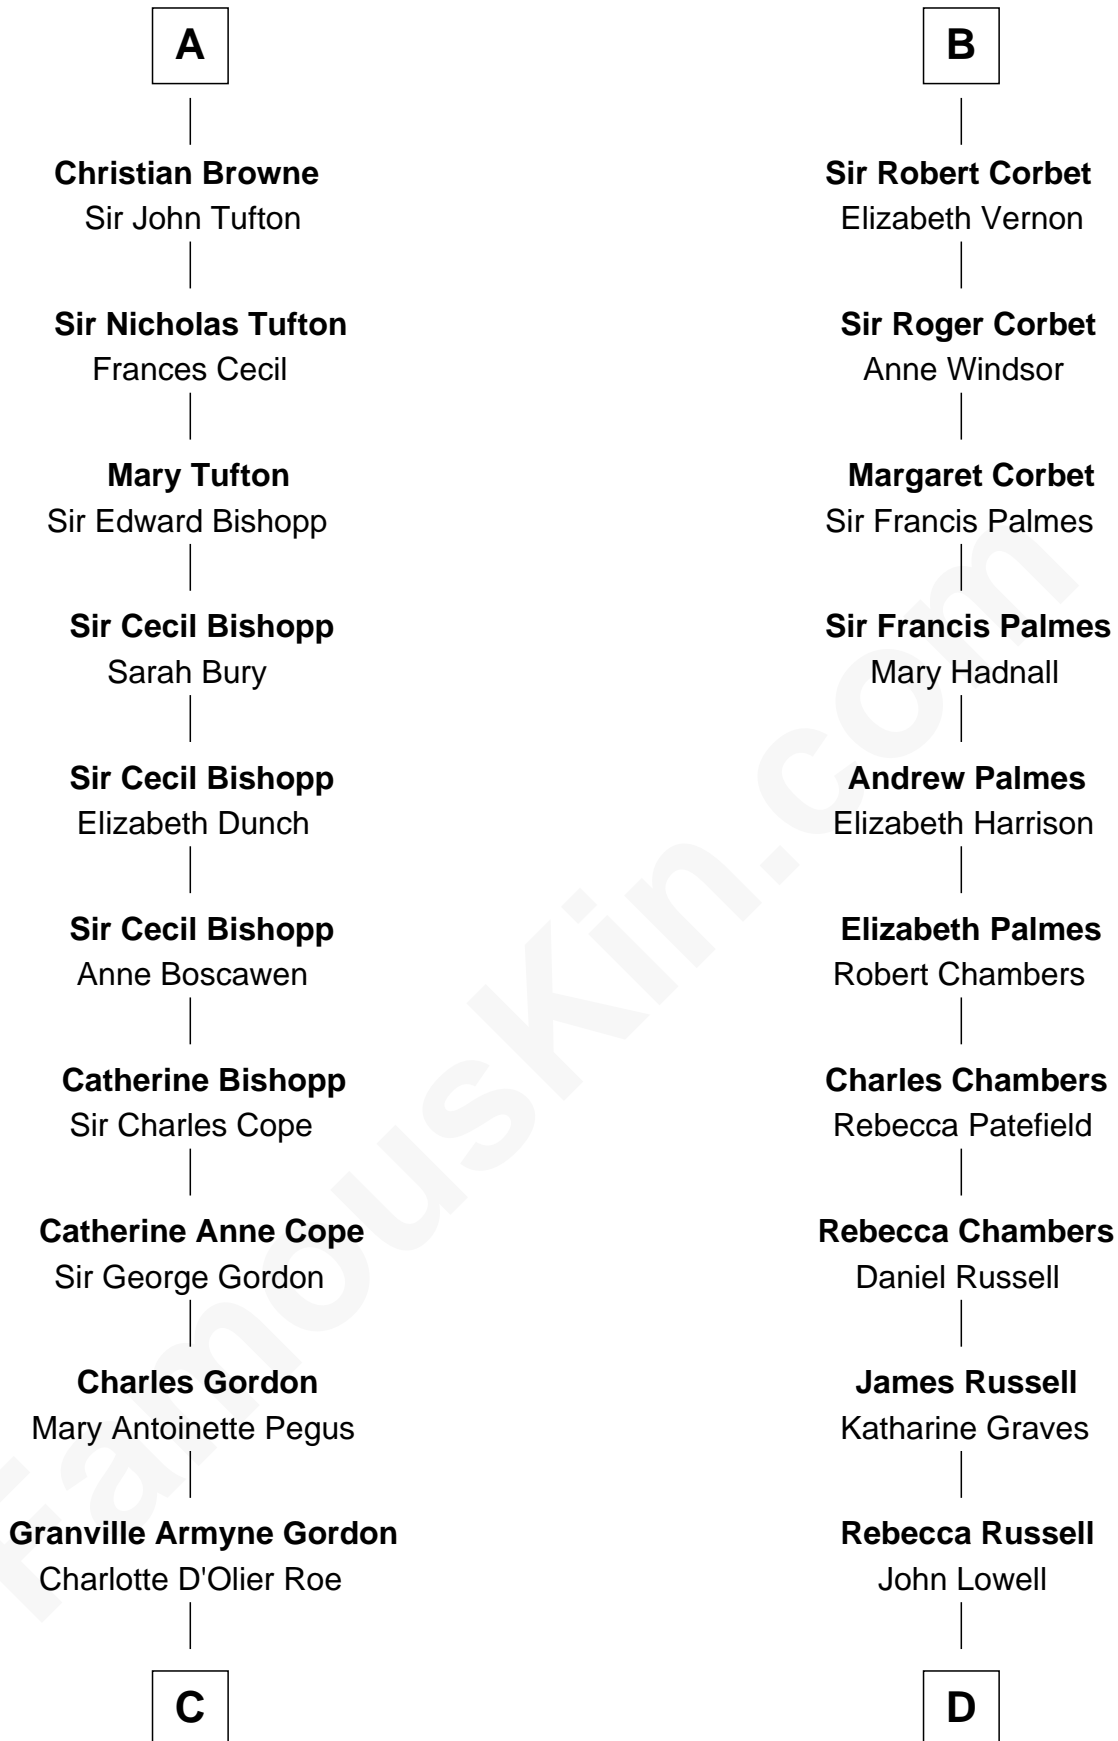 A
Christian Browne
Sir John Tufton
Sir Nicholas Tufton
Frances Cecil
Mary Tufton
Sir Edward Bishopp
Sir Cecil Bishopp
Sarah Bury
Sir Cecil Bishopp
Elizabeth Dunch
Sir Cecil Bishopp
Anne Boscawen
Catherine Bishopp
Sir Charles Cope
Catherine Anne Cope
Sir George Gordon
Charles Gordon
Mary Antoinette Pegus
Granville Armyne Gordon
Charlotte D'Olier Roe
C
B
Sir Robert Corbet
Elizabeth Vernon
Sir Roger Corbet
Anne Windsor
Margaret Corbet
Sir Francis Palmes
Sir Francis Palmes
Mary Hadnall
Andrew Palmes
Elizabeth Harrison
Elizabeth Palmes
Robert Chambers
Charles Chambers
Rebecca Patefield
Rebecca Chambers
Daniel Russell
James Russell
Katharine Graves
Rebecca Russell
John Lowell
D
FamousKin.com